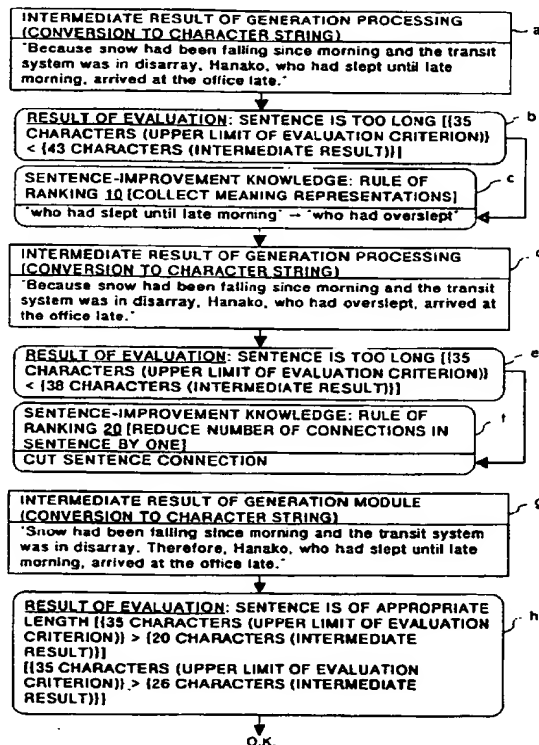 INTERMEDIATE RESULT OF GENERATION PROCESSING
(CONVERSION TO CHARACTER STRING)
"Because snow had been falling since morning and the transit
system was in disarray, Hanako, who had slept until late
morning, arrived at the office late."
a
RESULT OF EVALUATION: SENTENCE IS TOO LONG [{35
CHARACTERS (UPPER LIMIT OF EVALUATION CRITERION)}
< {43 CHARACTERS (INTERMEDIATE RESULT)}]
b
SENTENCE-IMPROVEMENT KNOWLEDGE: RULE OF
RANKING 10 [COLLECT MEANING REPRESENTATIONS]
"who had slept until late morning" → "who had overslept"
c
INTERMEDIATE RESULT OF GENERATION PROCESSING
(CONVERSION TO CHARACTER STRING)
"Because snow had been falling since morning and the transit
system was in disarray, Hanako, who had overslept, arrived at
the office late."
d
RESULT OF EVALUATION: SENTENCE IS TOO LONG [{35
CHARACTERS (UPPER LIMIT OF EVALUATION CRITERION)}
< {38 CHARACTERS (INTERMEDIATE RESULT)}]
e
SENTENCE-IMPROVEMENT KNOWLEDGE: RULE OF
RANKING 20 [REDUCE NUMBER OF CONNECTIONS IN
SENTENCE BY ONE]
CUT SENTENCE CONNECTION
f
INTERMEDIATE RESULT OF GENERATION MODULE
(CONVERSION TO CHARACTER STRING)
"Snow had been falling since morning and the transit system
was in disarray. Therefore, Hanako, who had slept until late
morning, arrived at the office late."
g
RESULT OF EVALUATION: SENTENCE IS OF APPROPRIATE
LENGTH [{35 CHARACTERS (UPPER LIMIT OF EVALUATION
CRITERION)} > {20 CHARACTERS (INTERMEDIATE
RESULT)}]
[{35 CHARACTERS (UPPER LIMIT OF EVALUATION
CRITERION)} > {26 CHARACTERS (INTERMEDIATE
RESULT)}]
h
O.K.